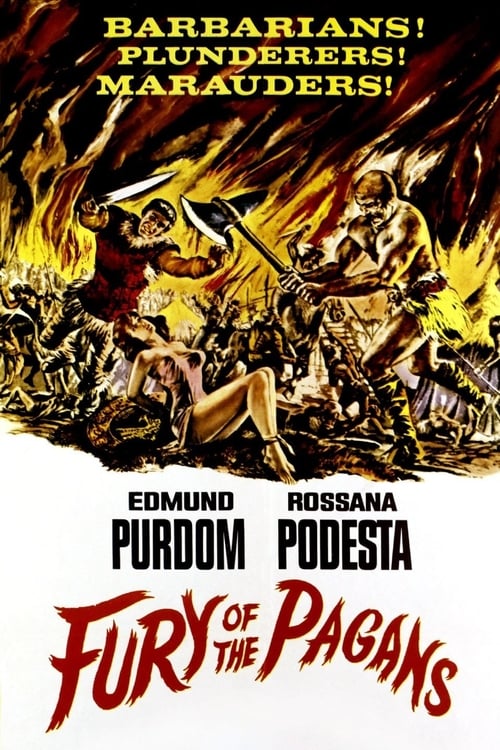 BARBARIANS!
PLUNDERERS!
MARAUDERS!
EDMUND ROSSANA
PURDOM PODESTA
FURY OF THE PAGANS